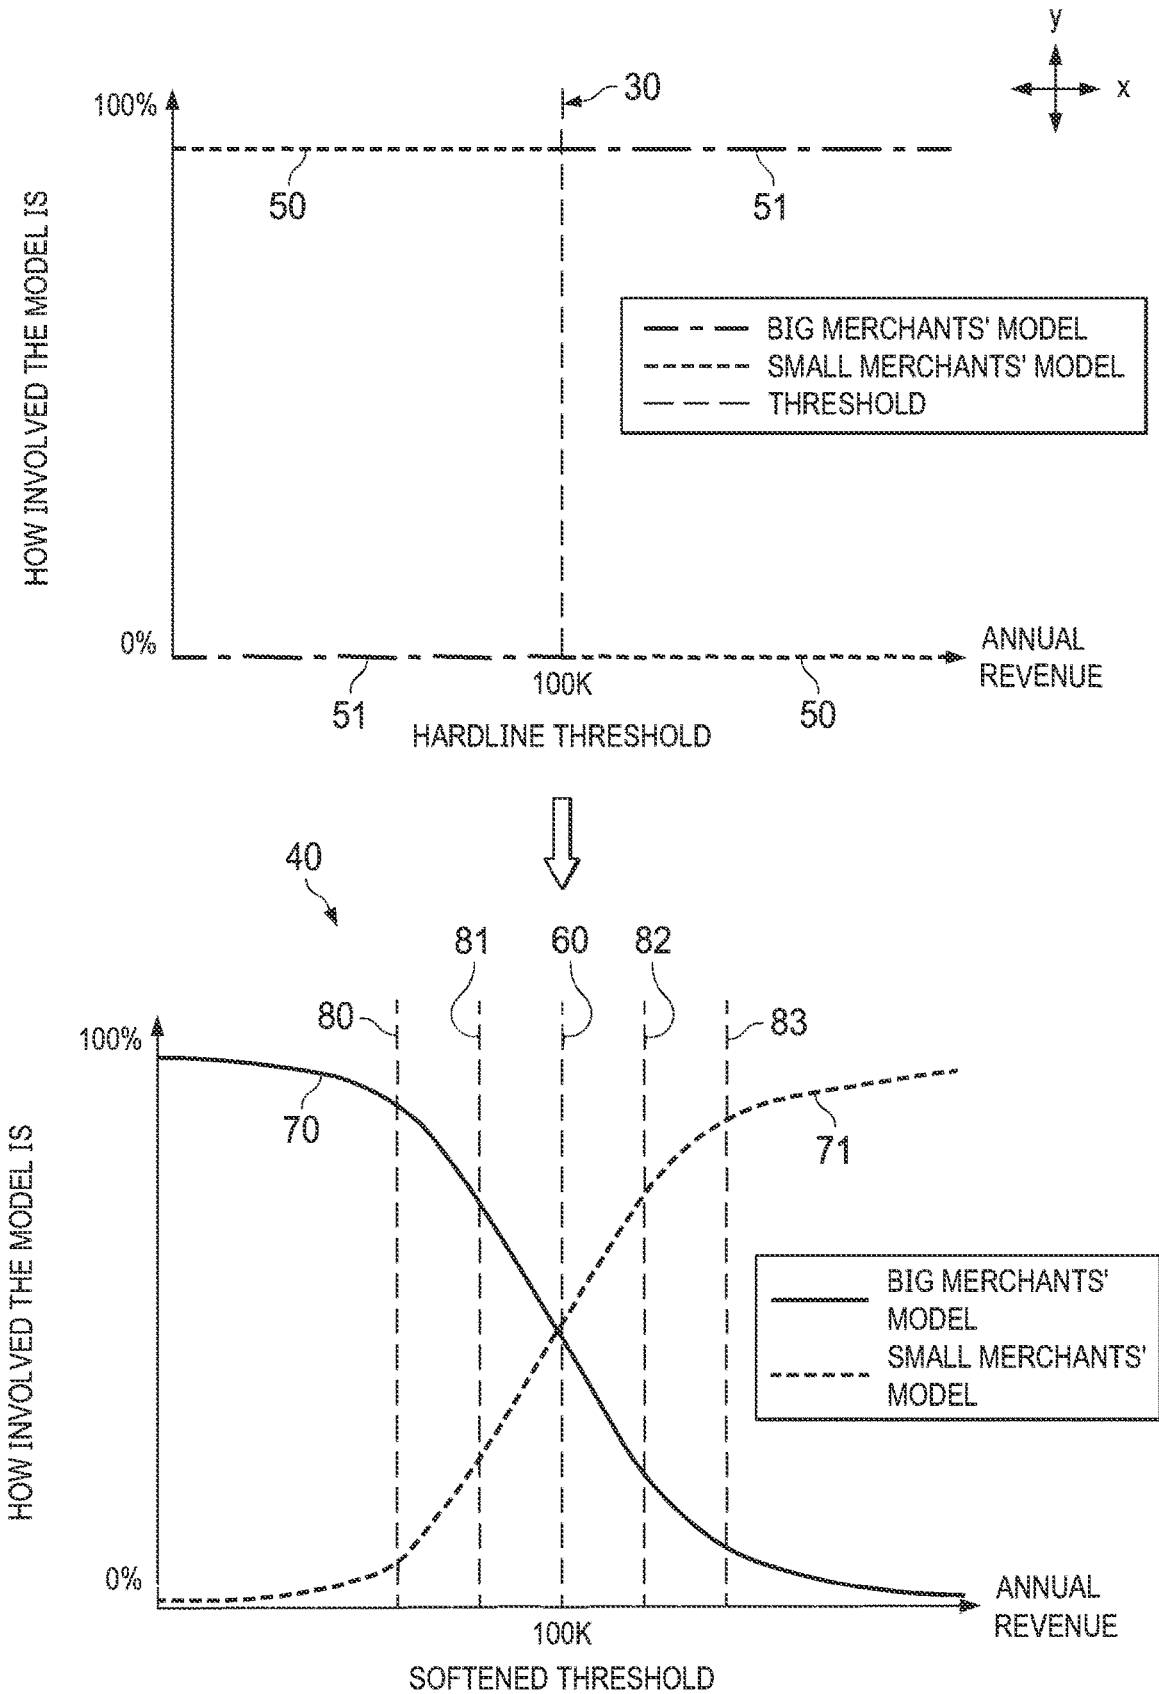 y
x
100%
30
50
51
HOW INVOLVED THE MODEL IS
BIG MERCHANTS' MODEL
SMALL MERCHANTS' MODEL
THRESHOLD
0%
ANNUAL
REVENUE
100K
51
50
HARDLINE THRESHOLD
40
81
60
82
80
83
100%
70
71
HOW INVOLVED THE MODEL IS
BIG MERCHANTS'
MODEL
SMALL MERCHANTS'
MODEL
0%
ANNUAL
REVENUE
100K
SOFTENED THRESHOLD